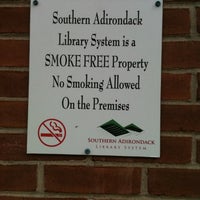 Southern Adirondack
Library System is a
SMOKE FREE Property
No Smoking Allowed
On the Premises
SOUTHERN ADIRONDACK
LIBRARY SYSTEM